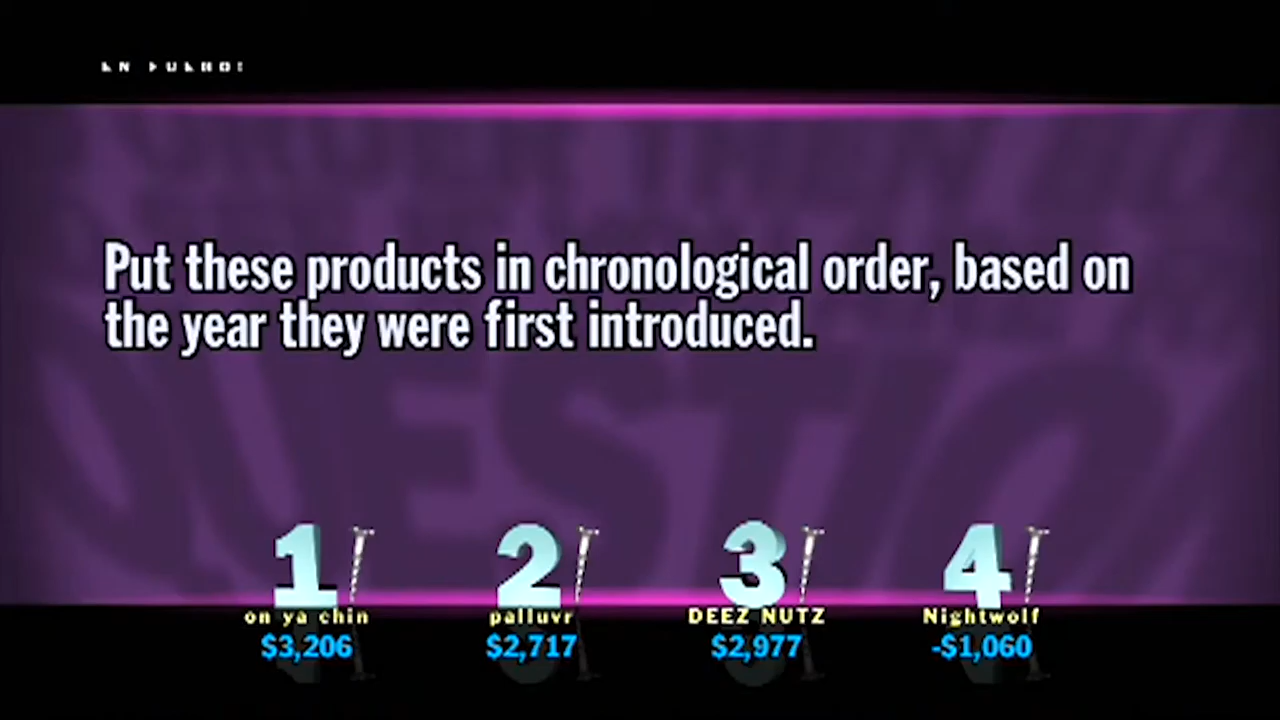 Put these products in chronological order, based on
the year they were first introduced.
1 2 3 4
on ya chin palluvr DEEZ NUTZ Nightwolf
$3,206 $2,717 $2,977 -$1,060